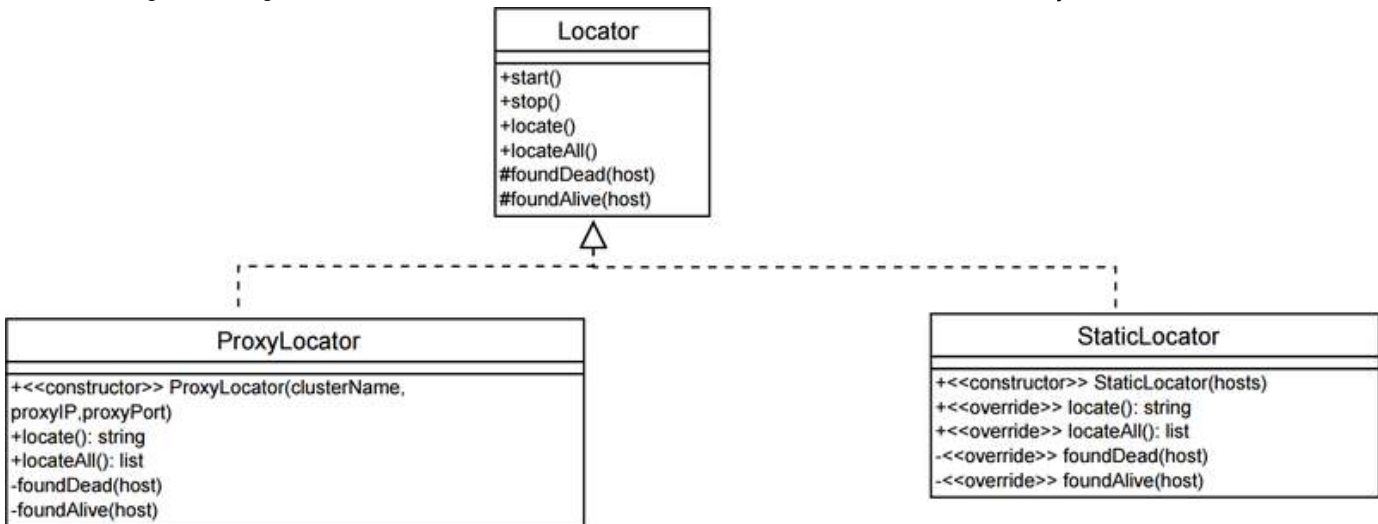 Locator
+start()
+stop()
+locate()
+locateAll()
#foundDead(host)
#foundAlive(host)
ProxyLocator
+<<constructor>> ProxyLocator(clusterName,
proxyIP,proxyPort)
+locate(): string
+locateAll(): list
-foundDead(host)
-foundAlive(host)
StaticLocator
+<<constructor>> StaticLocator(hosts)
+<<override>> locate(): string
+<<override>> locateAll(): list
-<<override>> foundDead(host)
-<<override>> foundAlive(host)